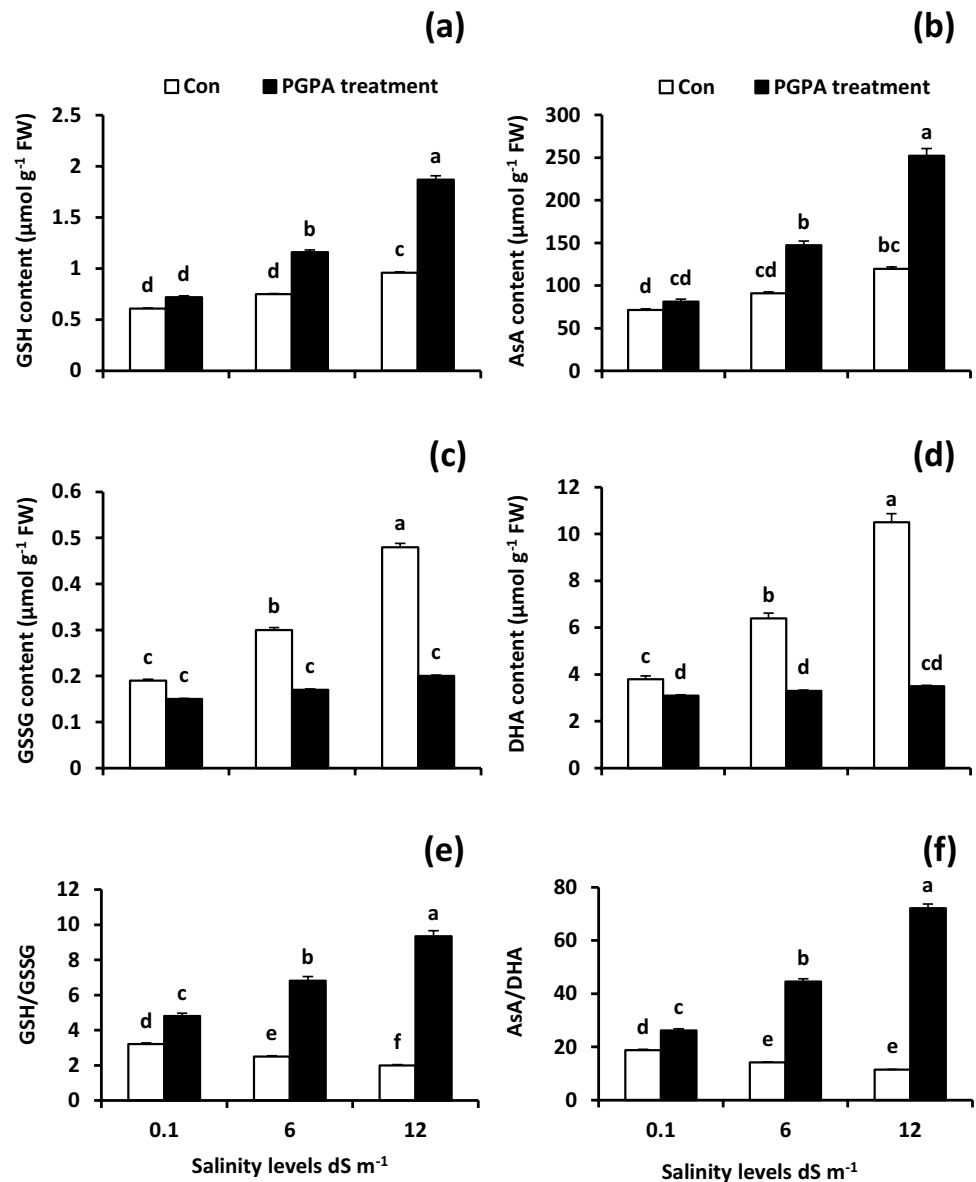 (a)
Con PGPA treatment
GSH content (µmol g⁻¹ FW)
2.5
2
1.5
1
0.5
0
d d d b c a
(b)
Con PGPA treatment
AsA content (µmol g⁻¹ FW)
300
250
200
150
100
50
0
d cd cd b bc a
(c)
GSSG content (µmol g⁻¹ FW)
0.6
0.5
0.4
0.3
0.2
0.1
0
c c b c a c
(d)
DHA content (µmol g⁻¹ FW)
12
10
8
6
4
2
0
c d b d a cd
(e)
GSH/GSSG
12
10
8
6
4
2
0
d c e b f a
0.1 6 12
Salinity levels dS m⁻¹
(f)
AsA/DHA
80
60
40
20
0
d c e b e a
0.1 6 12
Salinity levels dS m⁻¹